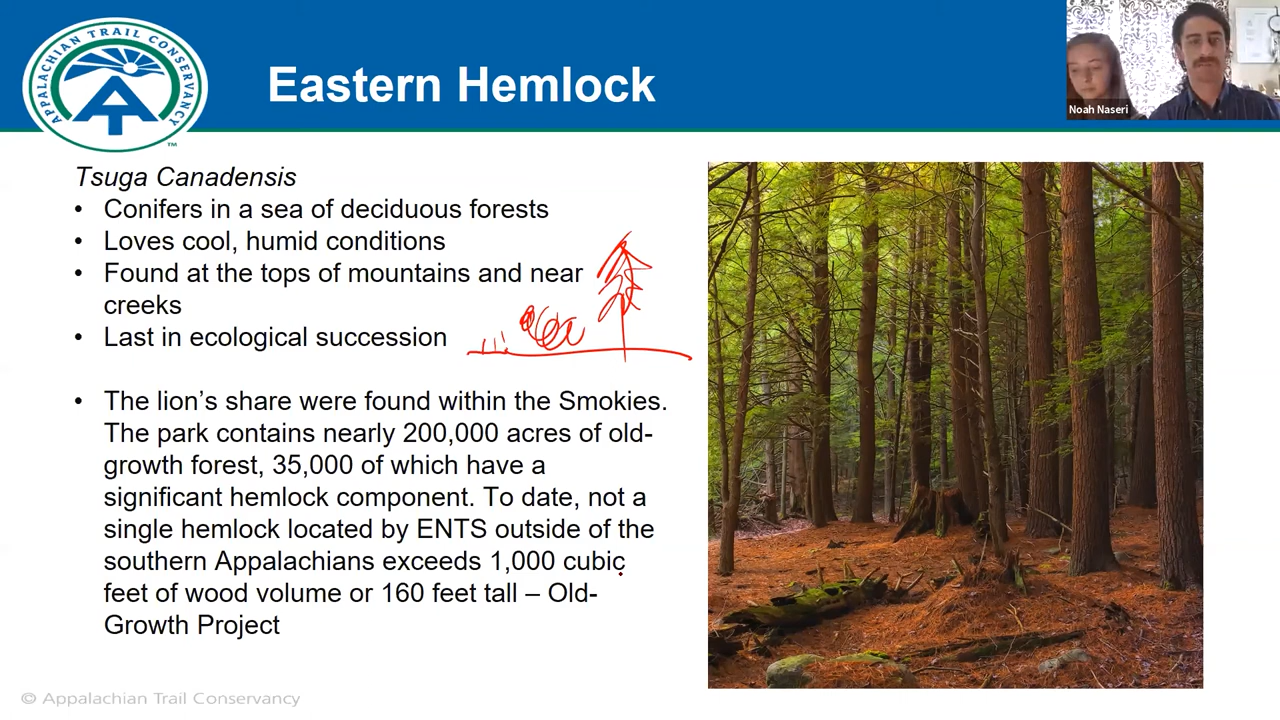 APPALACHIAN TRAIL CONSERVANCY
TM
Eastern Hemlock
Noah Naseri
Tsuga Canadensis
• Conifers in a sea of deciduous forests
• Loves cool, humid conditions
• Found at the tops of mountains and near
creeks
• Last in ecological succession
• The lion’s share were found within the Smokies.
The park contains nearly 200,000 acres of old-
growth forest, 35,000 of which have a
significant hemlock component. To date, not a
single hemlock located by ENTS outside of the
southern Appalachians exceeds 1,000 cubic
feet of wood volume or 160 feet tall – Old-
Growth Project
© Appalachian Trail Conservancy